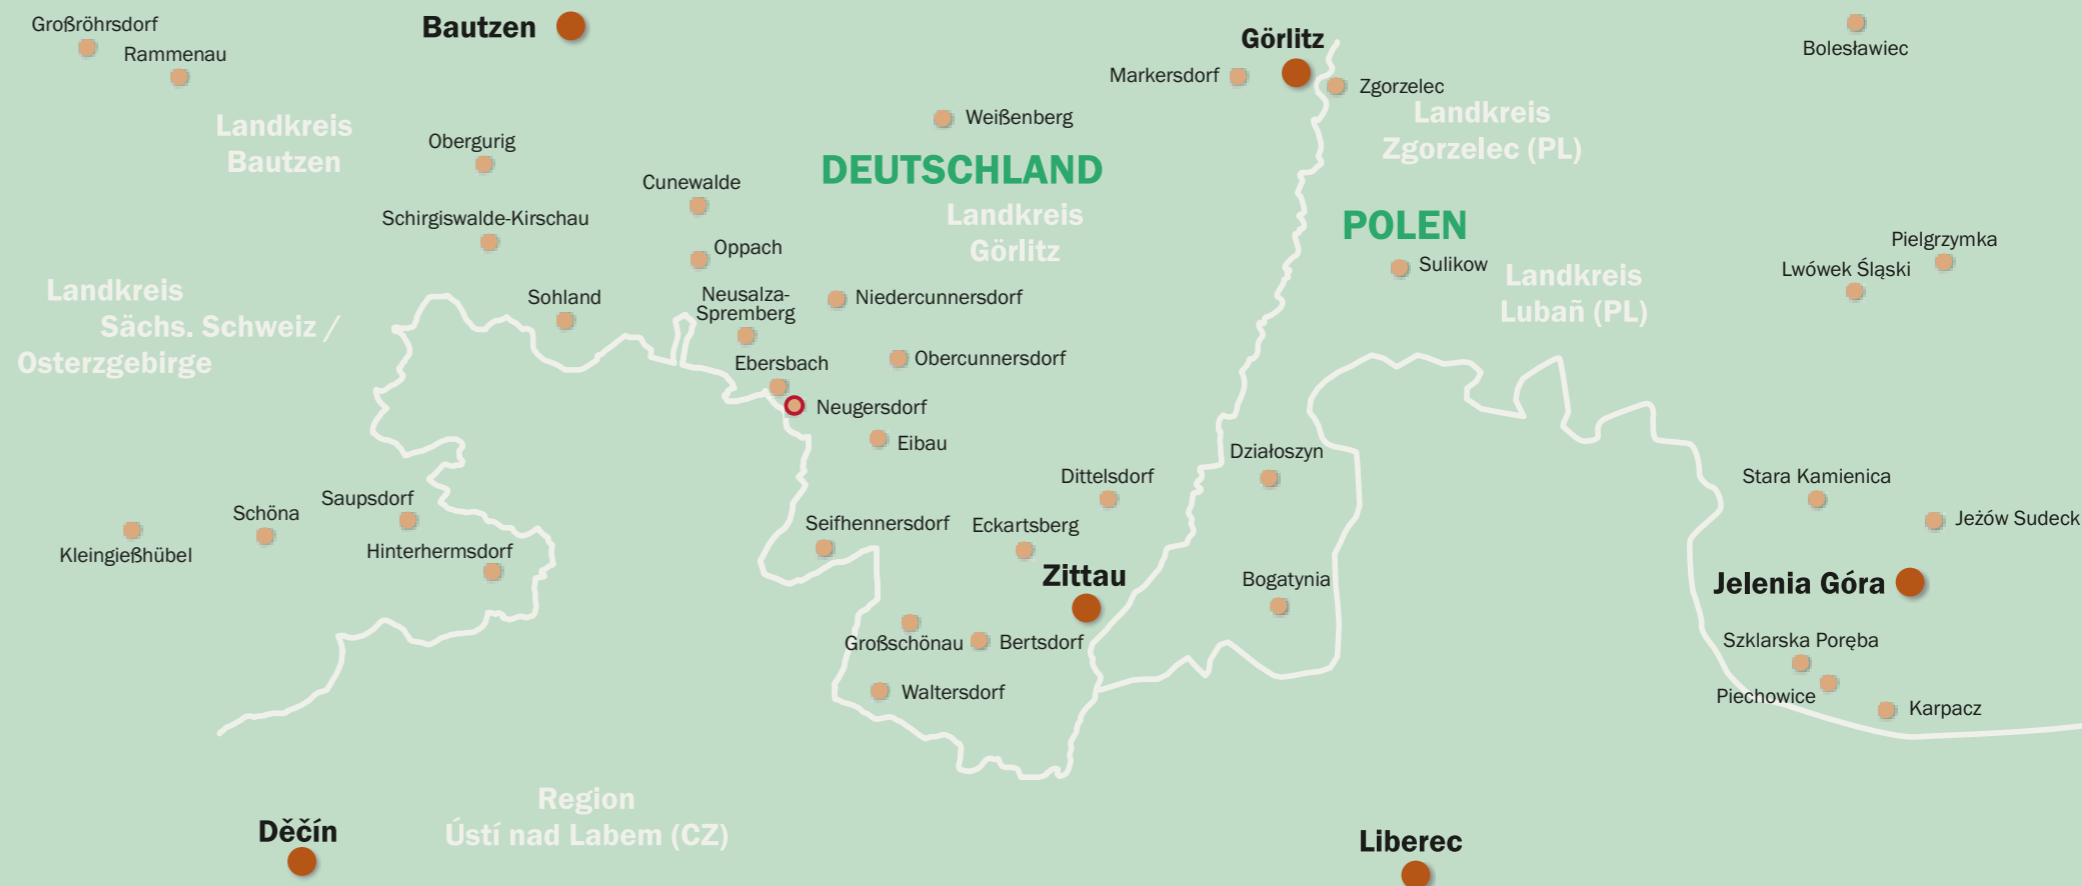 Großröhrsdorf
Rammenau
Bautzen
Görlitz
Markersdorf
Zgorzelec
Bolesławiec
Landkreis
Bautzen
Obergurig
Weißenberg
Landkreis
Zgorzelec (PL)
DEUTSCHLAND
Cunewalde
Schirgiswalde-Kirschau
Landkreis
Görlitz
POLEN
Oppach
Sulikow
Pielgrzymka
Lwówek Śląski
Landkreis
Lubañ (PL)
Landkreis
Sächs. Schweiz /
Osterzgebirge
Sohland
Neusalza-
Spremberg
Niedercunnersdorf
Ebersbach
Obercunnersdorf
Neugersdorf
Eibau
Działoszyn
Dittelsdorf
Stara Kamienica
Saupsdorf
Schöna
Seifhennersdorf
Eckartsberg
Jeżów Sudeck
Kleingießhübel
Hinterhermsdorf
Zittau
Bogatynia
Jelenia Góra
Großschönau
Bertsdorf
Szklarska Poręba
Waltersdorf
Piechowice
Karpacz
Region
Ústí nad Labem (CZ)
Děčín
Liberec